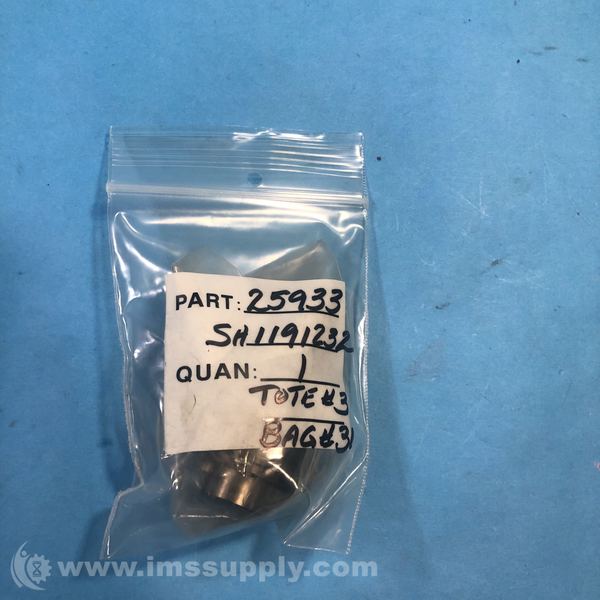 PART: 25933
SH1191232
QUAN: 1
TOTE #3
BAG #31
www.imssupply.com